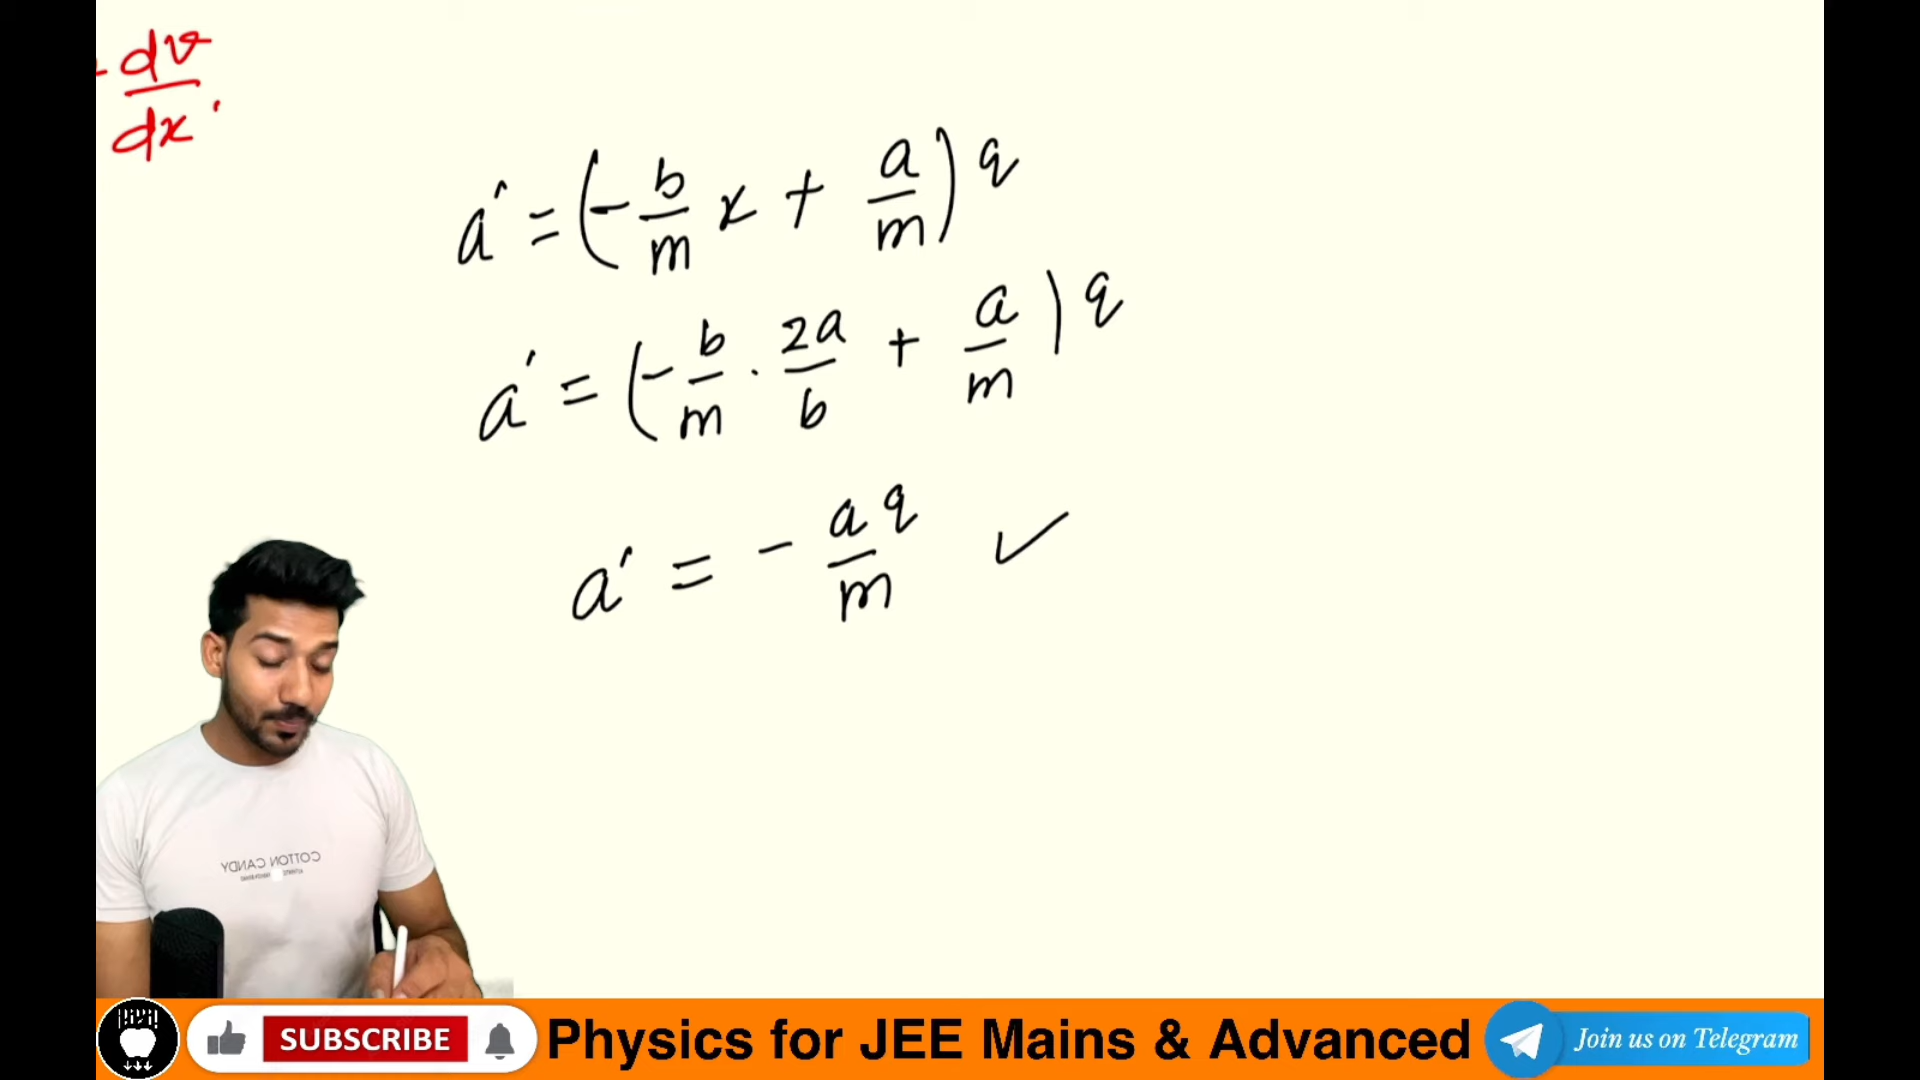 dv
dx
a' = (-b/m x + a/m) q
a' = (-b/m · 2a/b + a/m) q
a' = - aq/m ✓
COTTON CANDY
SUBSCRIBE
Physics for JEE Mains & Advanced
Join us on Telegram